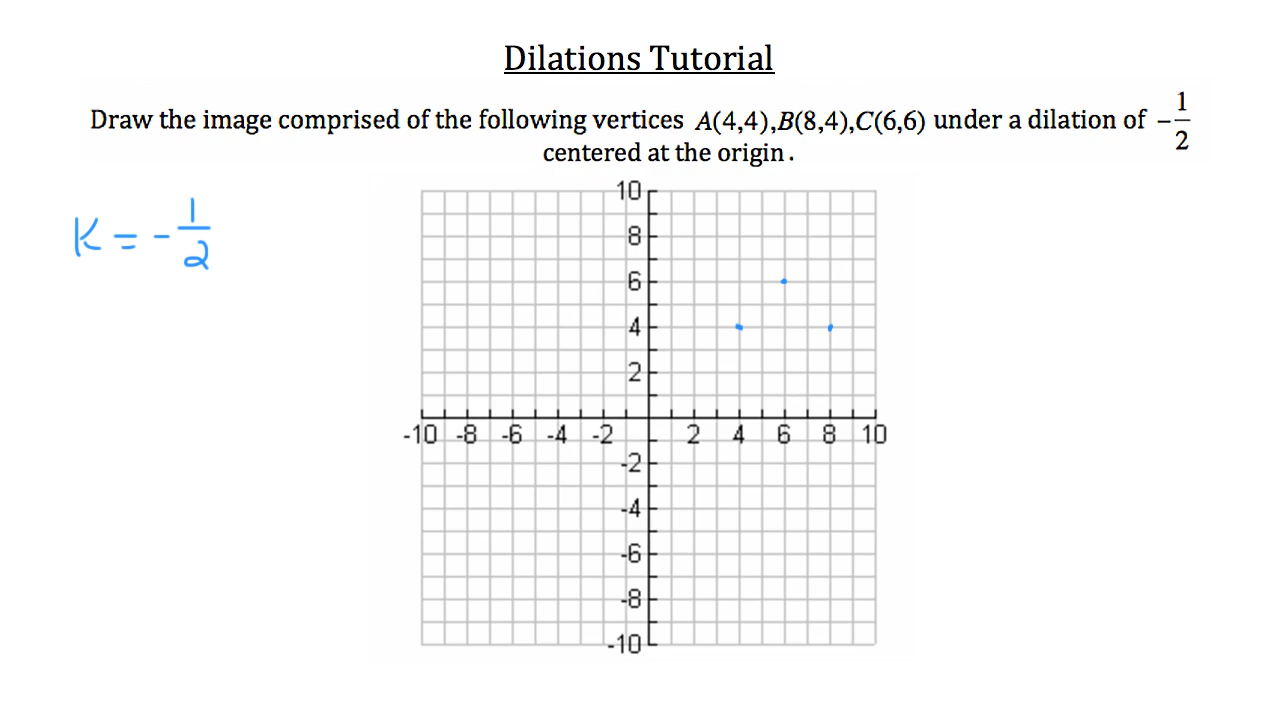 Dilations Tutorial
Draw the image comprised of the following vertices A(4,4),B(8,4),C(6,6) under a dilation of -1/2
centered at the origin.
K = -1/2
10
8
6
4
2
-10 -8 -6 -4 -2 2 4 6 8 10
-2
-4
-6
-8
-10